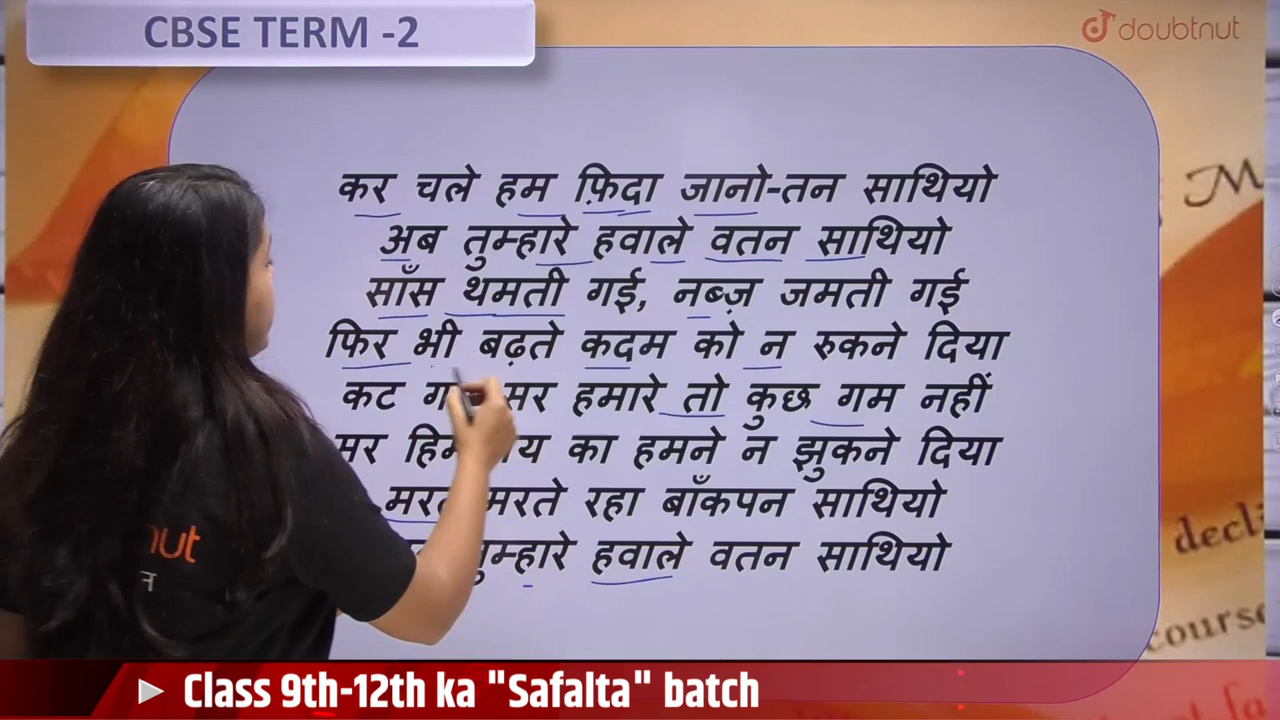 CBSE TERM -2
doubtnut
कर चले हम फ़िदा जानो-तन साथियो
अब तुम्हारे हवाले वतन साथियो
साँस थमती गई, नब्ज़ जमती गई
फिर भी बढ़ते कदम को न रुकने दिया
कट सर हमारे तो कुछ गम नहीं
सर का हमने न झुकने दिया
मरते रहा बाँकपन साथियो
तुम्हारे हवाले वतन साथियो
decl
course
Class 9th-12th ka "Safalta" batch